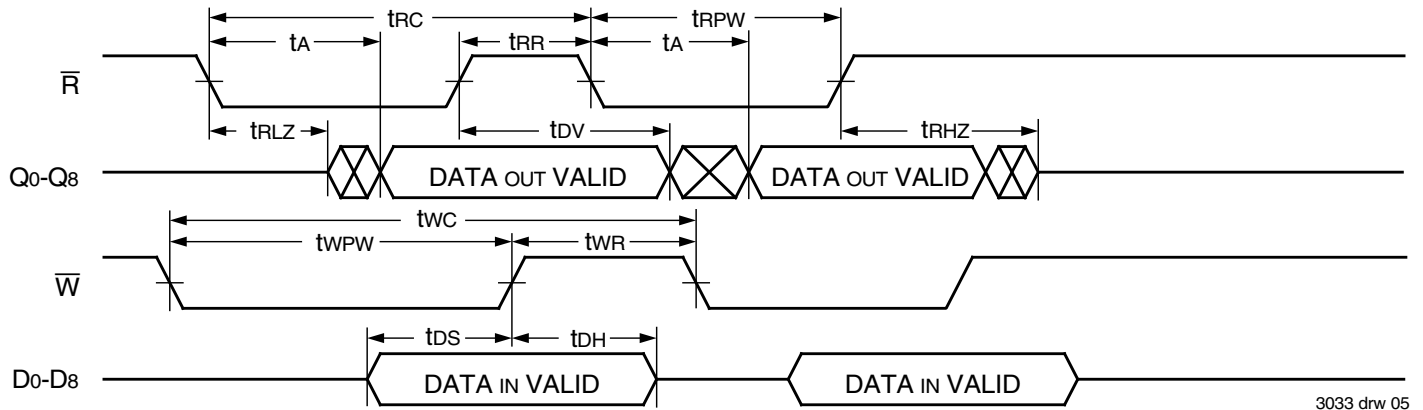 tRC tRPW
tA tRR tA
R̅
tRLZ tDV tRHZ
Q0-Q8 DATA OUT VALID DATA OUT VALID
tWC
tWPW tWR
W̅
tDS tDH
D0-D8 DATA IN VALID DATA IN VALID
3033 drw 05